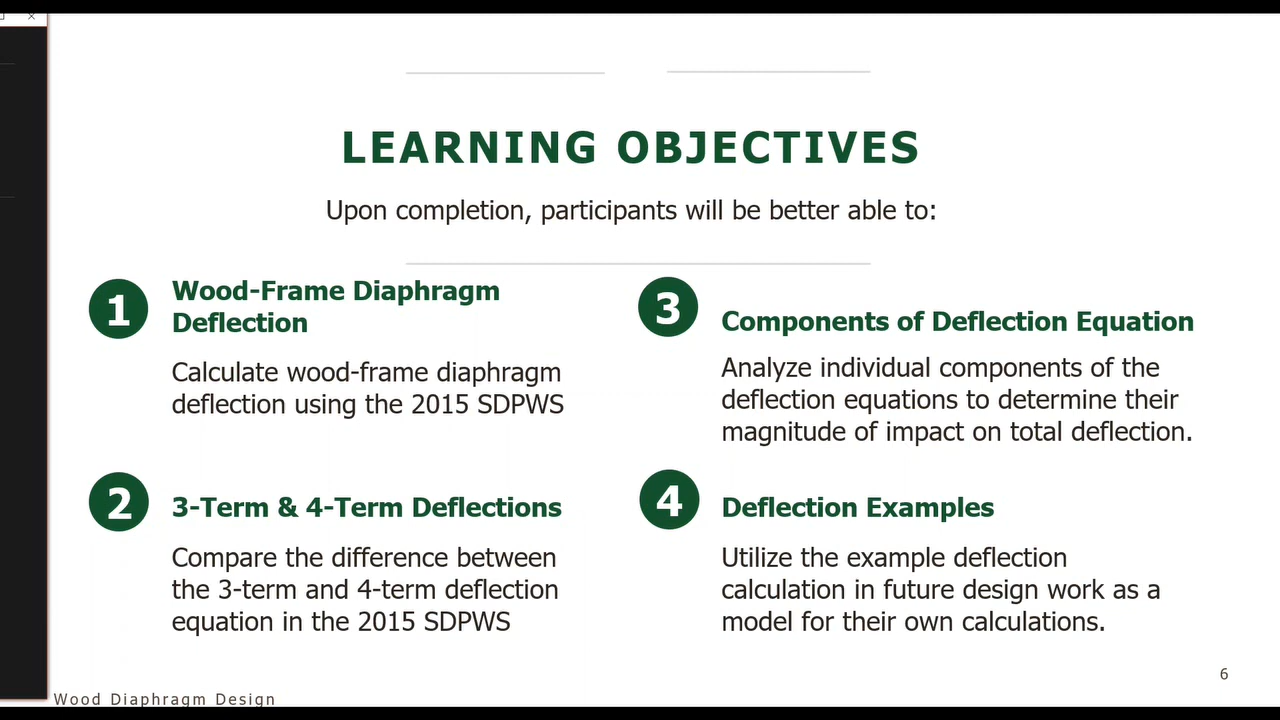 LEARNING OBJECTIVES
Upon completion, participants will be better able to:
1
Wood-Frame Diaphragm
Deflection
Calculate wood-frame diaphragm
deflection using the 2015 SDPWS
2
3-Term & 4-Term Deflections
Compare the difference between
the 3-term and 4-term deflection
equation in the 2015 SDPWS
3
Components of Deflection Equation
Analyze individual components of the
deflection equations to determine their
magnitude of impact on total deflection.
4
Deflection Examples
Utilize the example deflection
calculation in future design work as a
model for their own calculations.
6
Wood Diaphragm Design